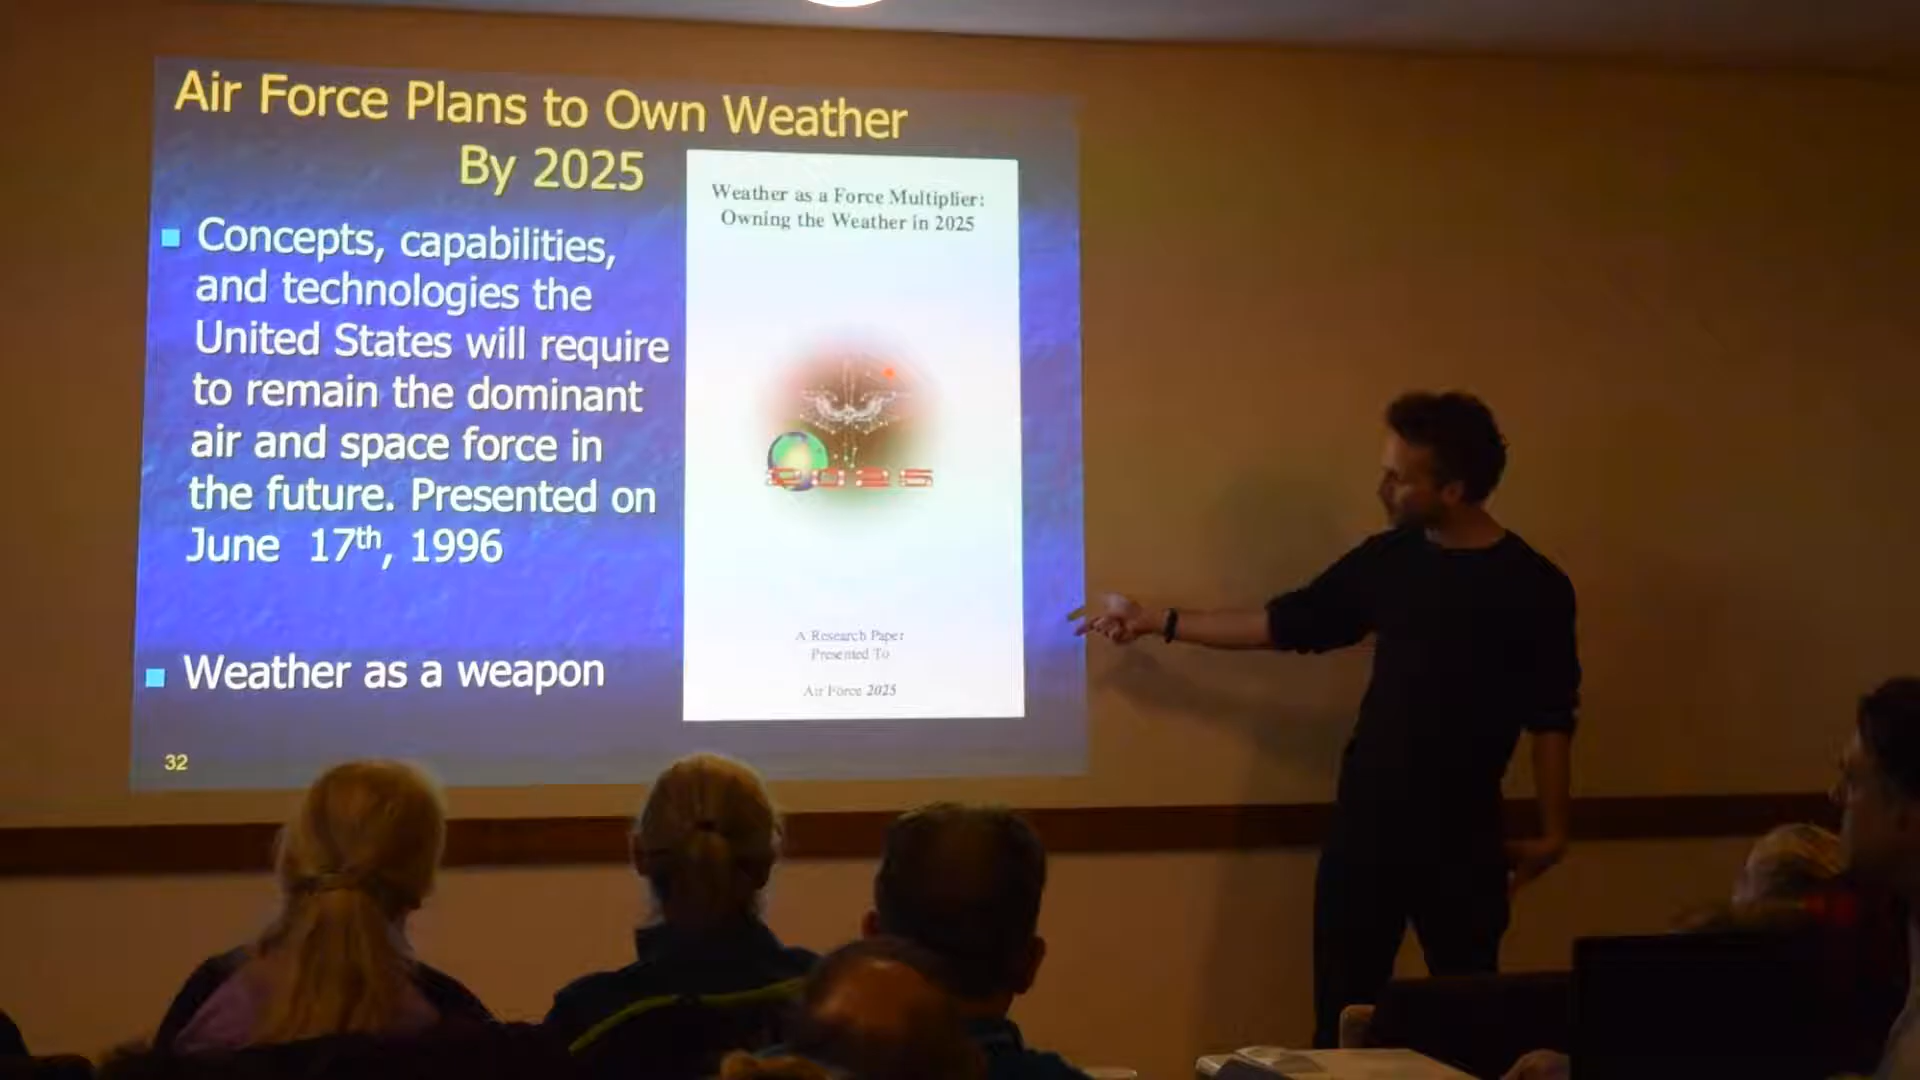 Air Force Plans to Own Weather
By 2025
Concepts, capabilities,
and technologies the
United States will require
to remain the dominant
air and space force in
the future. Presented on
June 17th, 1996
Weather as a weapon
32
Weather as a Force Multiplier:
Owning the Weather in 2025
2025
A Research Paper
Presented To
Air Force 2025